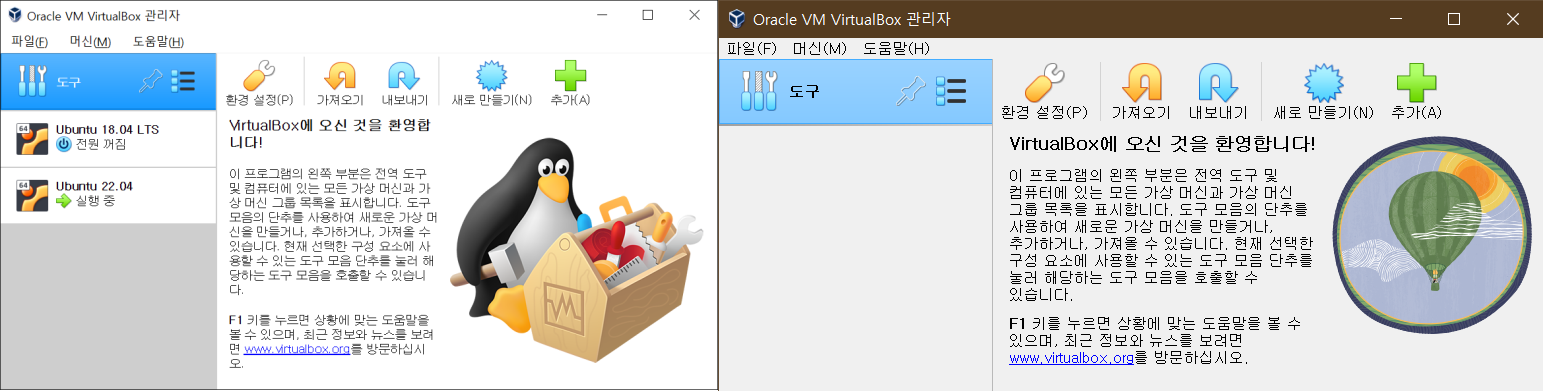 Oracle VM VirtualBox 관리자
파일(F) 머신(M) 도움말(H)
도구
환경 설정(P) 가져오기 내보내기 새로 만들기(N) 추가(A)
64
Ubuntu 18.04 LTS
전원 꺼짐
64
Ubuntu 22.04
실행 중
VirtualBox에 오신 것을 환영합
니다!
이 프로그램의 왼쪽 부분은 전역 도구
및 컴퓨터에 있는 모든 가상 머신과 가
상 머신 그룹 목록을 표시합니다. 도구
모음의 단추를 사용하여 새로운 가상 머
신을 만들거나, 추가하거나, 가져올 수
있습니다. 현재 선택한 구성 요소에 사
용할 수 있는 도구 모음 단추를 눌러 해
당하는 도구 모음을 호출할 수 있습니
다.
F1 키를 누르면 상황에 맞는 도움말을
볼 수 있으며, 최근 정보와 뉴스를 보려
면 www.virtualbox.org를 방문하십시
오.
Oracle VM VirtualBox 관리자
파일(F) 머신(M) 도움말(H)
도구
환경 설정(P) 가져오기 내보내기 새로 만들기(N) 추가(A)
VirtualBox에 오신 것을 환영합니다!
이 프로그램의 왼쪽 부분은 전역 도구 및
컴퓨터에 있는 모든 가상 머신과 가상 머신
그룹 목록을 표시합니다. 도구 모음의 단추를
사용하여 새로운 가상 머신을 만들거나,
추가하거나, 가져올 수 있습니다. 현재 선택한
구성 요소에 사용할 수 있는 도구 모음 단추를
눌러 해당하는 도구 모음을 호출할 수
있습니다.
F1 키를 누르면 상황에 맞는 도움말을 볼 수
있으며, 최근 정보와 뉴스를 보려면
www.virtualbox.org를 방문하십시오.